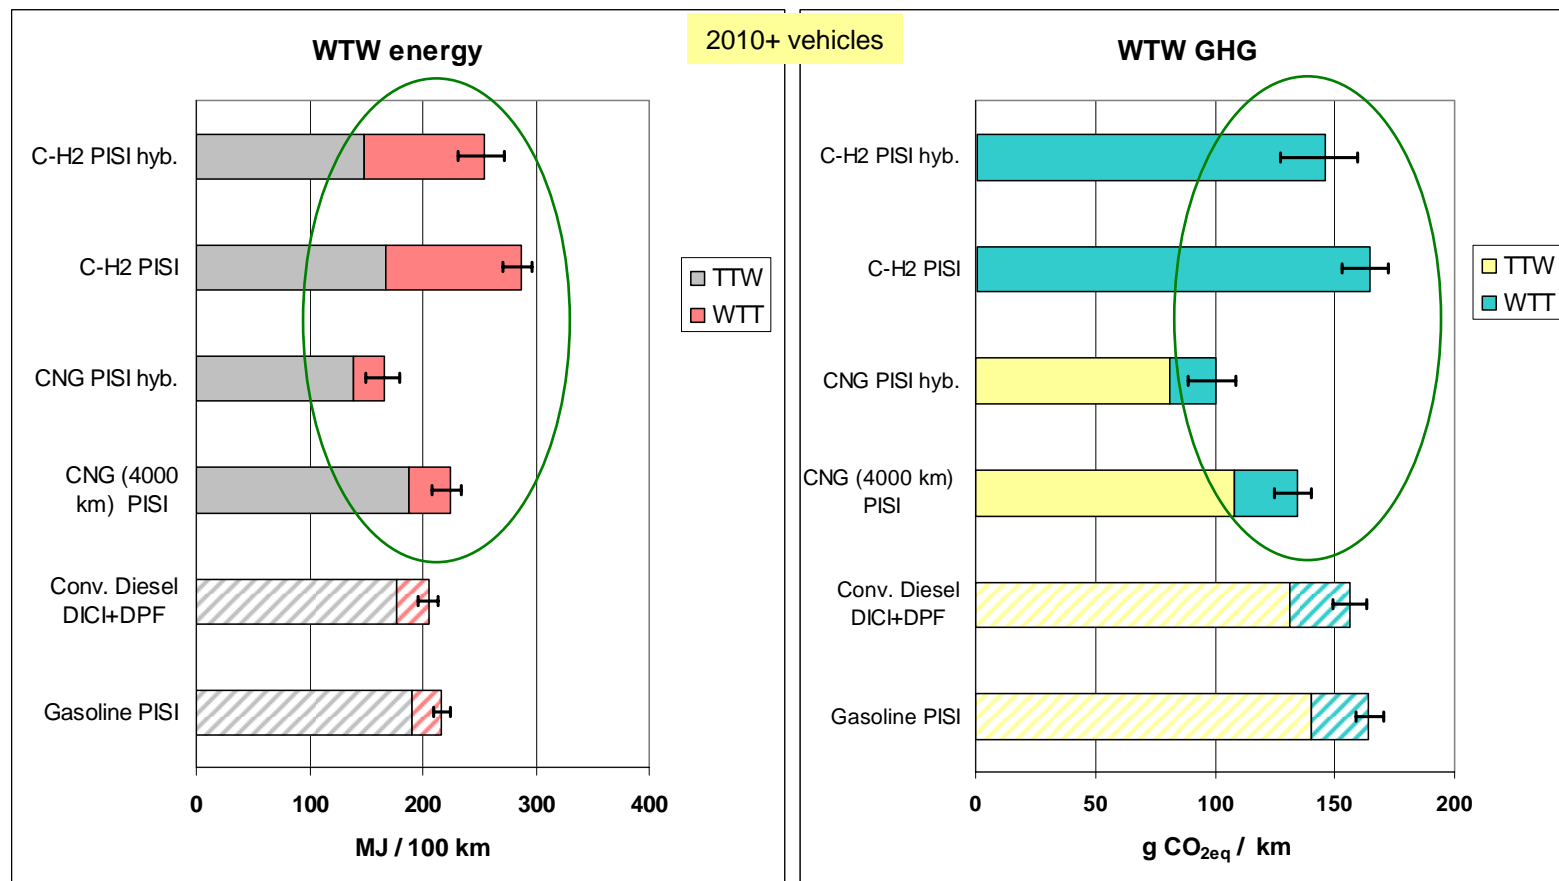 2010+ vehicles
WTW energy
C-H2 PISI hyb.
C-H2 PISI
CNG PISI hyb.
CNG (4000
km) PISI
Conv. Diesel
DICI+DPF
Gasoline PISI
0 100 200 300 400
MJ / 100 km
TTW
WTT
WTW GHG
C-H2 PISI hyb.
C-H2 PISI
CNG PISI hyb.
CNG (4000 km)
PISI
Conv. Diesel
DICI+DPF
Gasoline PISI
0 50 100 150 200
g CO2eq / km
TTW
WTT